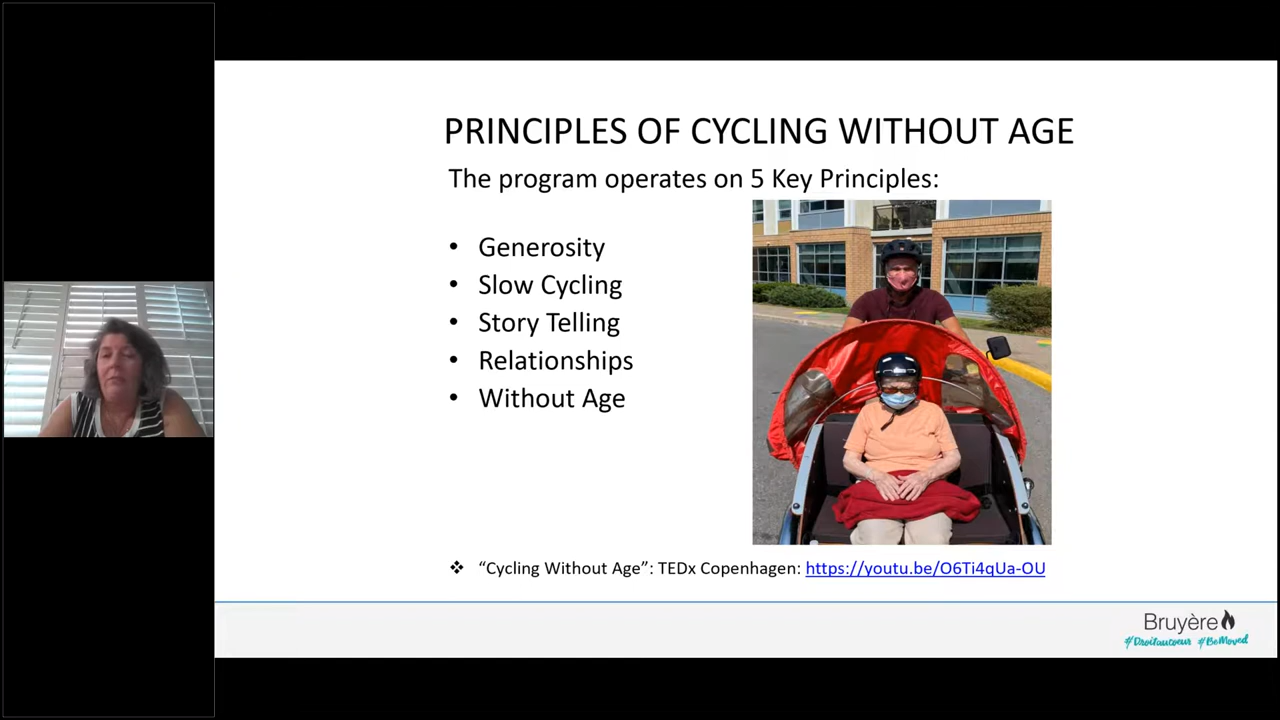 PRINCIPLES OF CYCLING WITHOUT AGE
The program operates on 5 Key Principles:
• Generosity
• Slow Cycling
• Story Telling
• Relationships
• Without Age
❖ “Cycling Without Age”: TEDx Copenhagen: https://youtu.be/O6Ti4qUa-OU
Bruyère
#Droitaucoeur #BeMoved